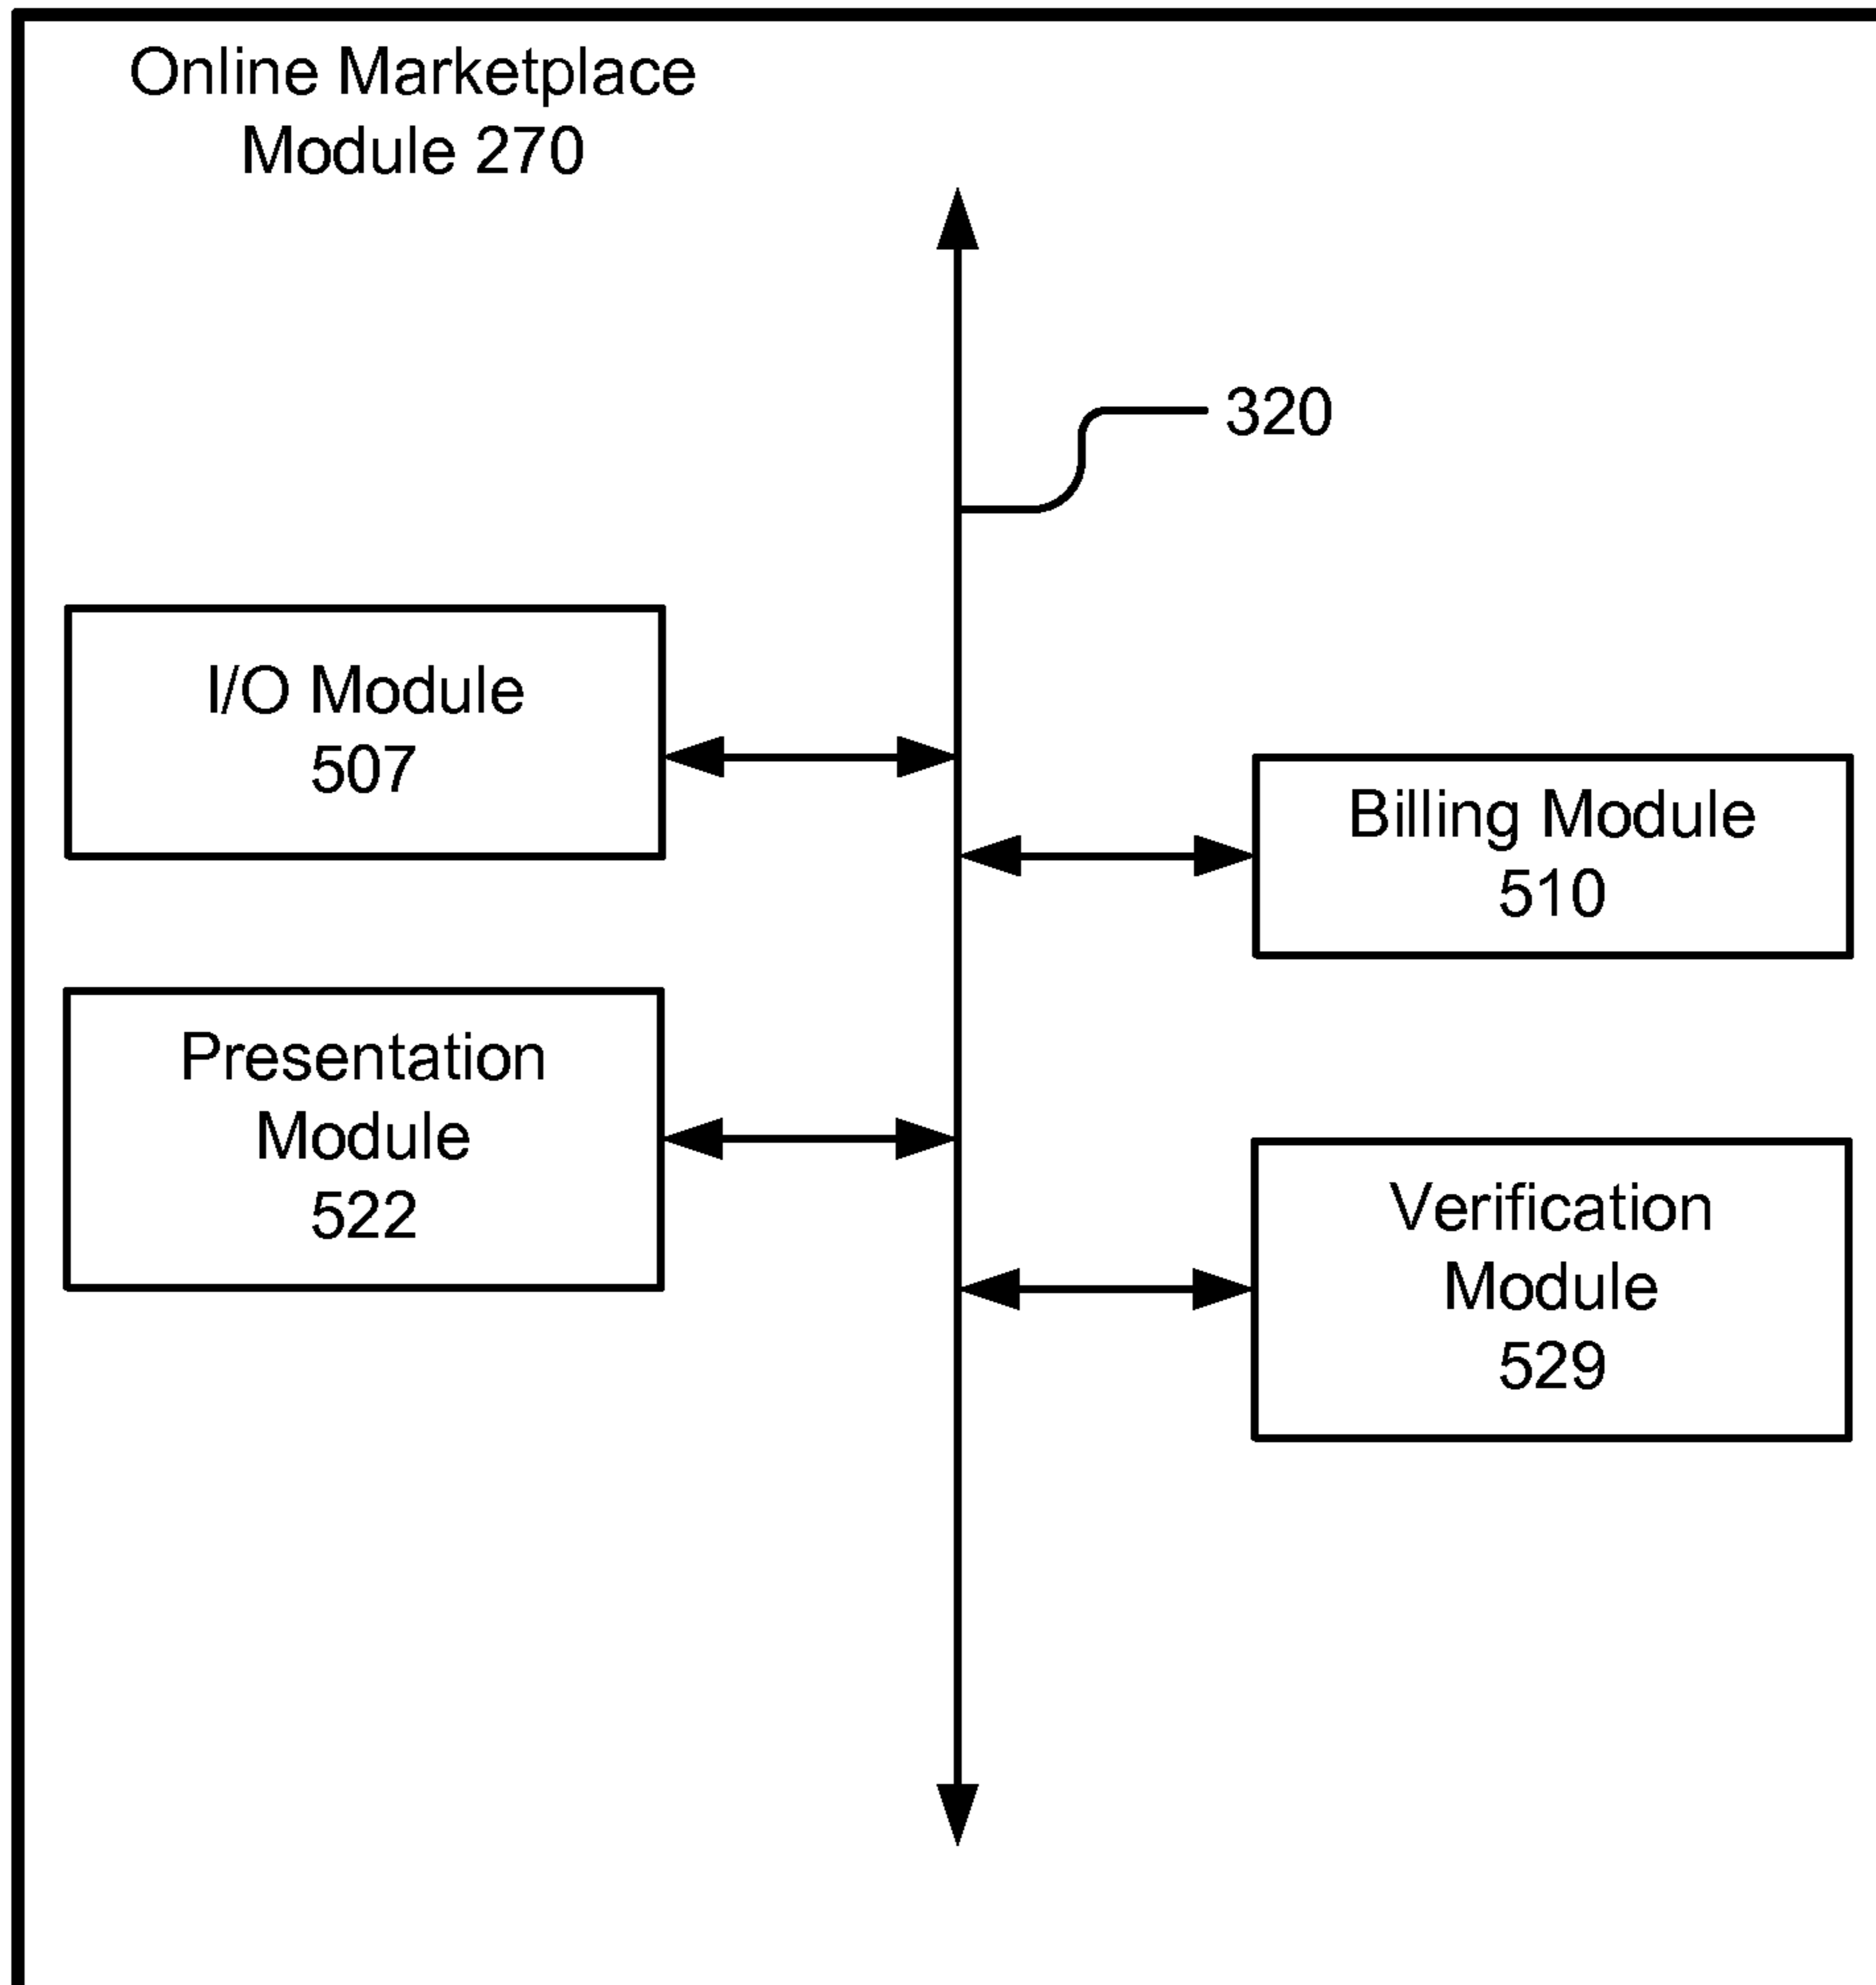 Online Marketplace
Module 270
320
I/O Module
507
Billing Module
510
Presentation
Module
522
Verification
Module
529